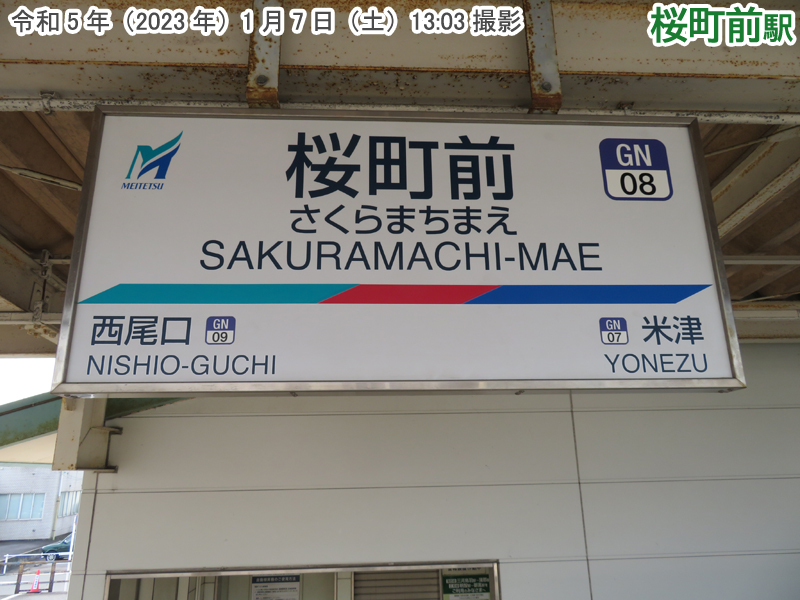 令和5年（2023年）1月7日（土）13:03撮影
桜町前駅
MEITETSU
桜町前
GN
08
さくらまちまえ
SAKURAMACHI-MAE
西尾口 GN 09
NISHIO-GUCHI
GN 07 米津
YONEZU